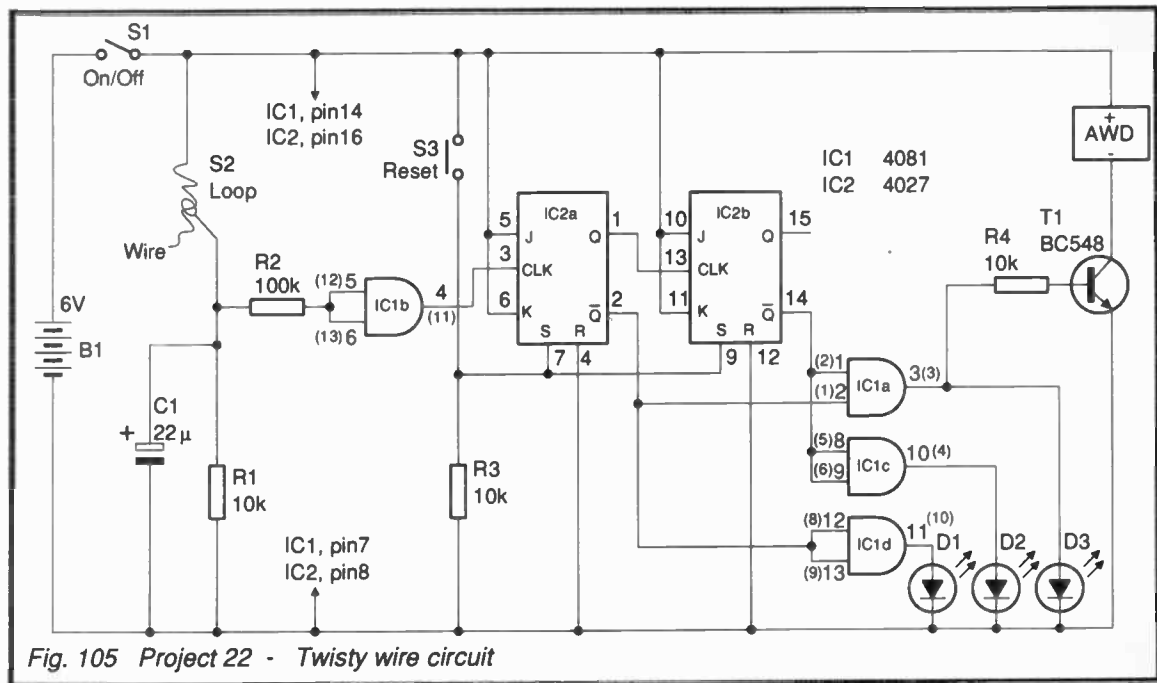 S1
On/Off
IC1, pin14
IC2, pin16
S2
Loop
Wire
S3
Reset
IC1 4081
IC2 4027
AWD
+
-
T1
BC548
R4
10k
6V
B1
R2
100k
(12) 5
(13) 6
IC1b
4
(11)
IC2a
5 J
3 CLK
6 K
Q 1
Q̅ 2
S R
7 4
IC2b
10 J
13 CLK
11 K
Q 15
Q̅ 14
S R
9 12
(2) 1
(1) 2
IC1a
3 (3)
(5) 8
(6) 9
IC1c
10 (4)
(8) 12
(9) 13
IC1d
11 (10)
D1
D2
D3
C1
+ 22 µ
R1
10k
R3
10k
IC1, pin7
IC2, pin8
Fig. 105 Project 22 - Twisty wire circuit